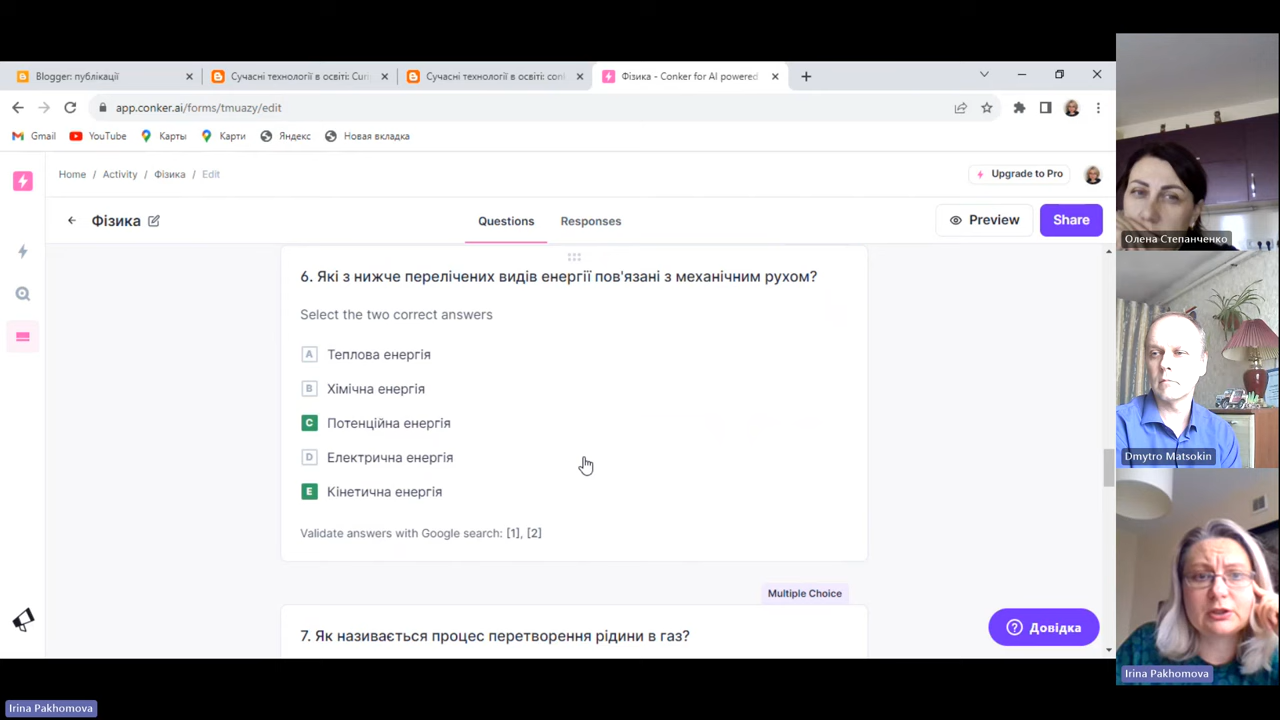 Blogger: публікації
Сучасні технології в освіті: Curi
Сучасні технології в освіті: conk
Фізика - Conker for AI powered
app.conker.ai/forms/tmuazy/edit
Gmail YouTube Карты Карти Яндекс Новая вкладка
Home / Activity / Фізика / Edit
Upgrade to Pro
Фізика
Questions
Responses
Preview
Share
6. Які з нижче перелічених видів енергії пов'язані з механічним рухом?
Select the two correct answers
A Теплова енергія
B Хімічна енергія
C Потенційна енергія
D Електрична енергія
E Кінетична енергія
Validate answers with Google search: [1], [2]
Multiple Choice
7. Як називається процес перетворення рідини в газ?
Довідка
Олена Степанченко
Dmytro Matsokin
Irina Pakhomova
Irina Pakhomova